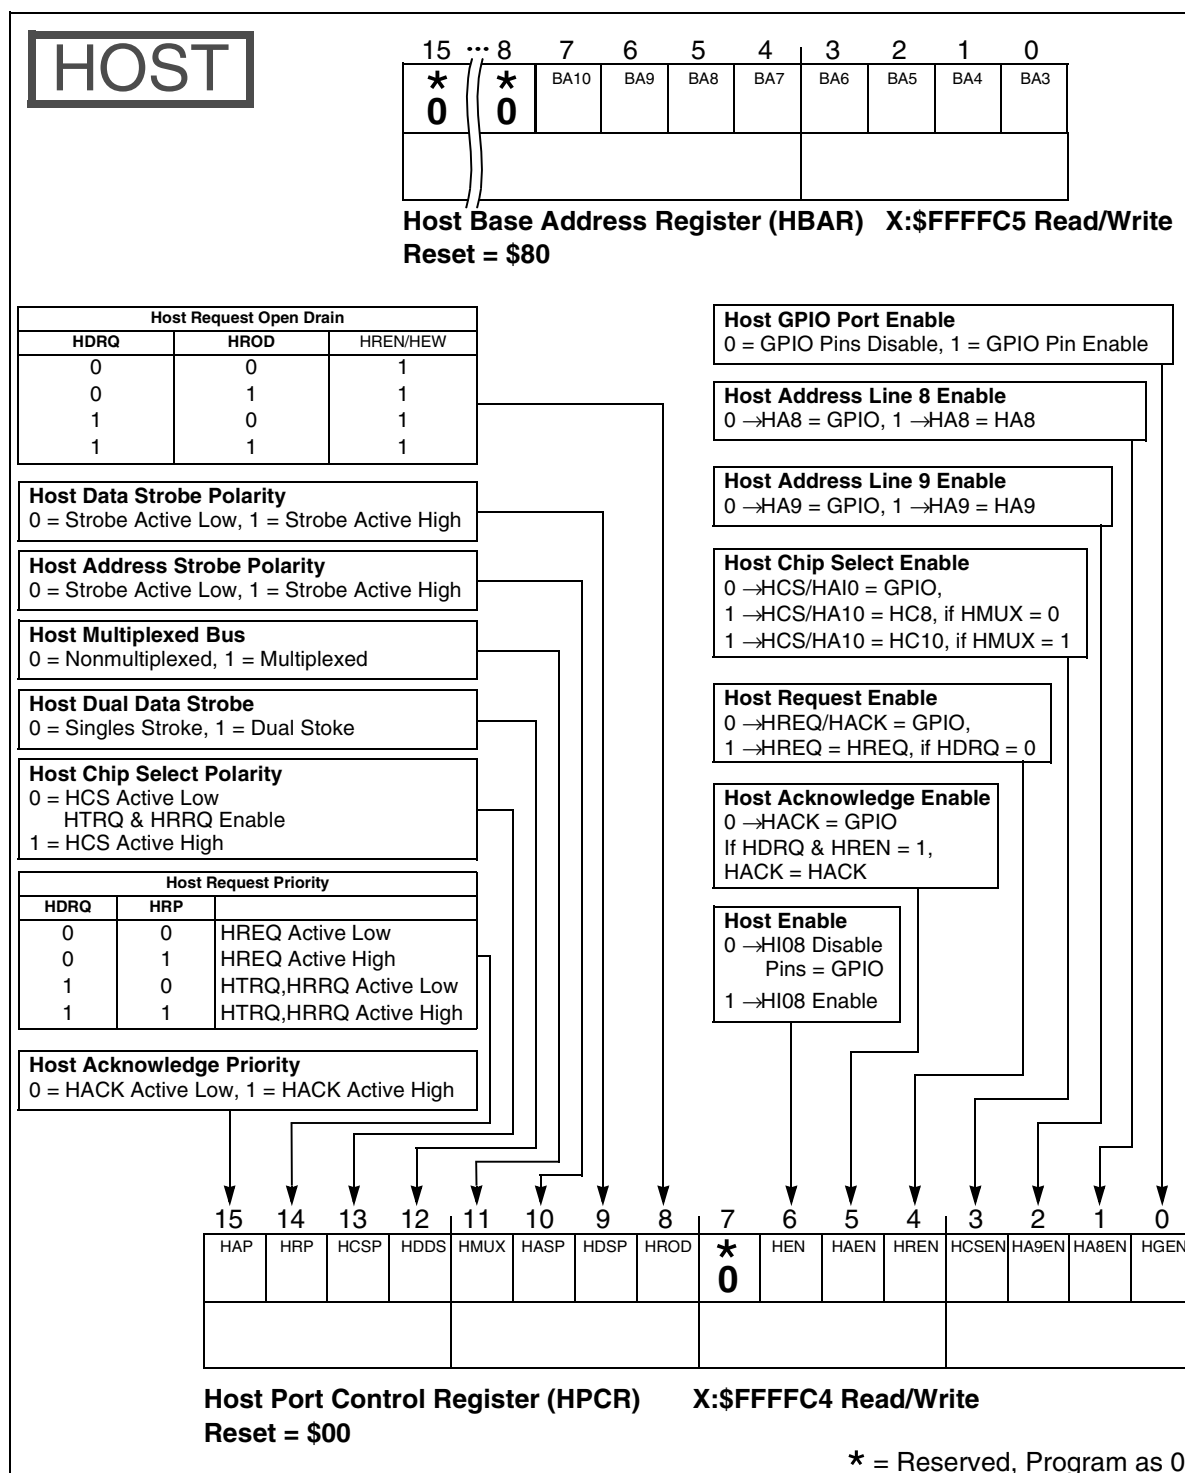 HOST
15 ... 8 7 6 5 4 3 2 1 0
* * BA10 BA9 BA8 BA7 BA6 BA5 BA4 BA3
0 0
Host Base Address Register (HBAR) X:$FFFFC5 Read/Write
Reset = $80
Host Request Open Drain
HDRQ HROD HREN/HEW
0 0 1
0 1 1
1 0 1
1 1 1
Host Data Strobe Polarity
0 = Strobe Active Low, 1 = Strobe Active High
Host Address Strobe Polarity
0 = Strobe Active Low, 1 = Strobe Active High
Host Multiplexed Bus
0 = Nonmultiplexed, 1 = Multiplexed
Host Dual Data Strobe
0 = Singles Stroke, 1 = Dual Stoke
Host Chip Select Polarity
0 = HCS Active Low
HTRQ & HRRQ Enable
1 = HCS Active High
Host Request Priority
HDRQ HRP
0 0 HREQ Active Low
0 1 HREQ Active High
1 0 HTRQ,HRRQ Active Low
1 1 HTRQ,HRRQ Active High
Host Acknowledge Priority
0 = HACK Active Low, 1 = HACK Active High
Host GPIO Port Enable
0 = GPIO Pins Disable, 1 = GPIO Pin Enable
Host Address Line 8 Enable
0 →HA8 = GPIO, 1 →HA8 = HA8
Host Address Line 9 Enable
0 →HA9 = GPIO, 1 →HA9 = HA9
Host Chip Select Enable
0 →HCS/HAI0 = GPIO,
1 →HCS/HA10 = HC8, if HMUX = 0
1 →HCS/HA10 = HC10, if HMUX = 1
Host Request Enable
0 →HREQ/HACK = GPIO,
1 →HREQ = HREQ, if HDRQ = 0
Host Acknowledge Enable
0 →HACK = GPIO
If HDRQ & HREN = 1,
HACK = HACK
Host Enable
0 →HI08 Disable
Pins = GPIO
1 →HI08 Enable
15 14 13 12 11 10 9 8 7 6 5 4 3 2 1 0
HAP HRP HCSP HDDS HMUX HASP HDSP HROD * HEN HAEN HREN HCSEN HA9EN HA8EN HGEN
0
Host Port Control Register (HPCR) X:$FFFFC4 Read/Write
Reset = $00
* = Reserved, Program as 0